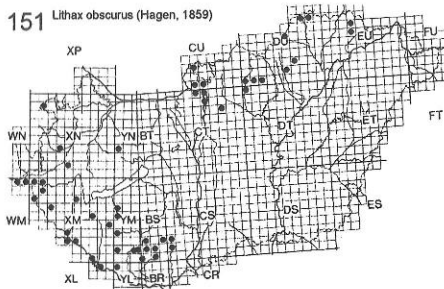 151 Lithax obscurus (Hagen, 1859)
XP CU DU EU FU
WN XN YN BT CT DT ET FT
WM XM YM BS CS DS ES
XL YL BR CR